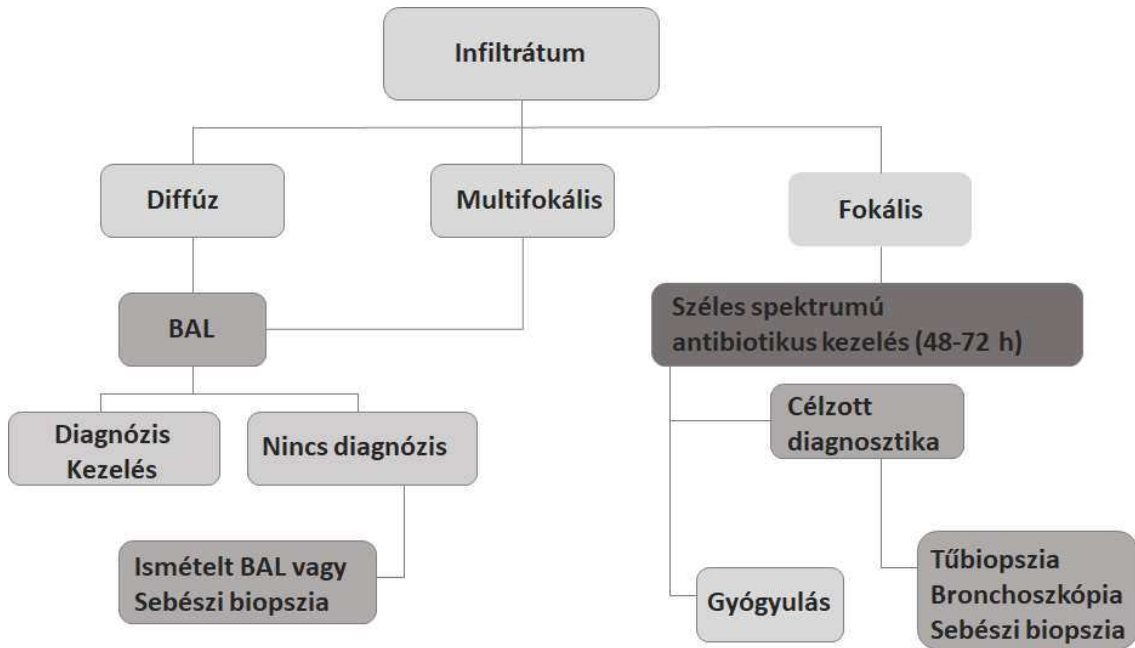 Infiltrátum
Diffúz
Multifokális
Fokális
BAL
Széles spektrumú
antibiotikus kezelés (48-72 h)
Diagnózis
Kezelés
Nincs diagnózis
Célzott
diagnosztika
Ismételt BAL vagy
Sebészi biopszia
Gyógyulás
Tűbiopszia
Bronchoszkópia
Sebészi biopszia